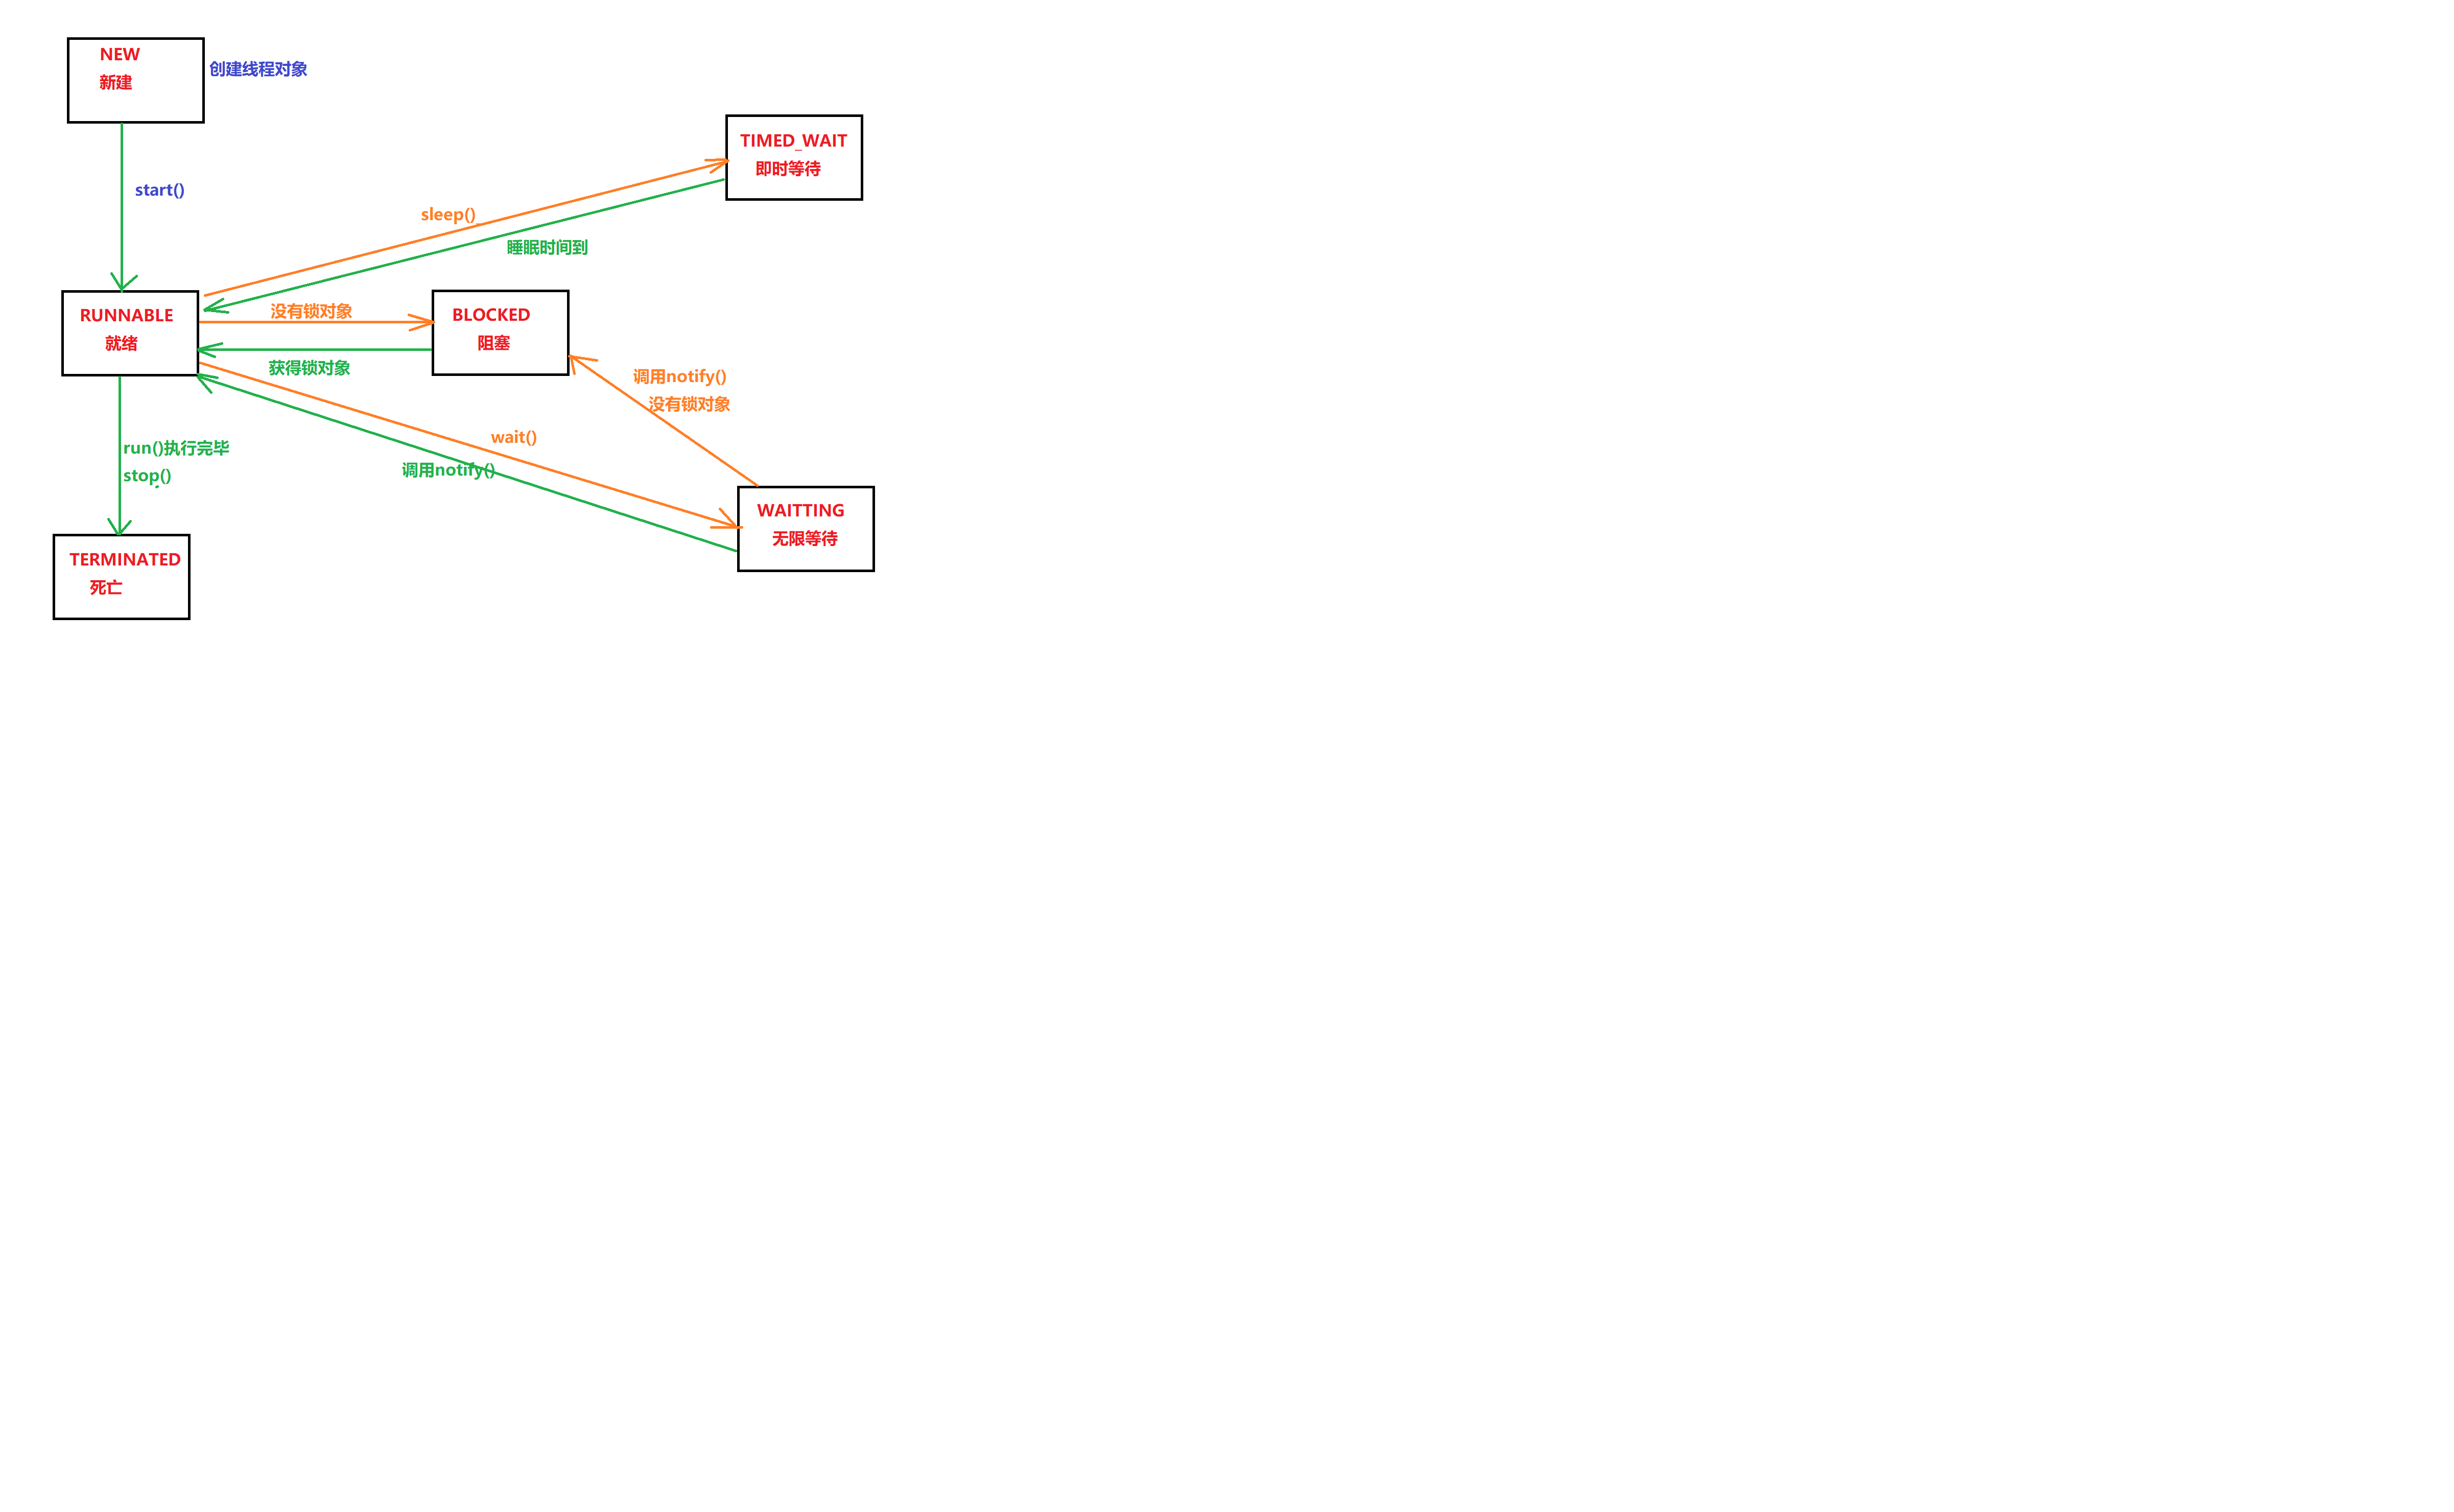 NEW
新建
创建线程对象
start()
TIMED_WAIT
即时等待
sleep()
睡眠时间到
RUNNABLE
就绪
没有锁对象
获得锁对象
BLOCKED
阻塞
调用notify()
没有锁对象
wait()
调用notify()
run()执行完毕
stop()
WAITTING
无限等待
TERMINATED
死亡